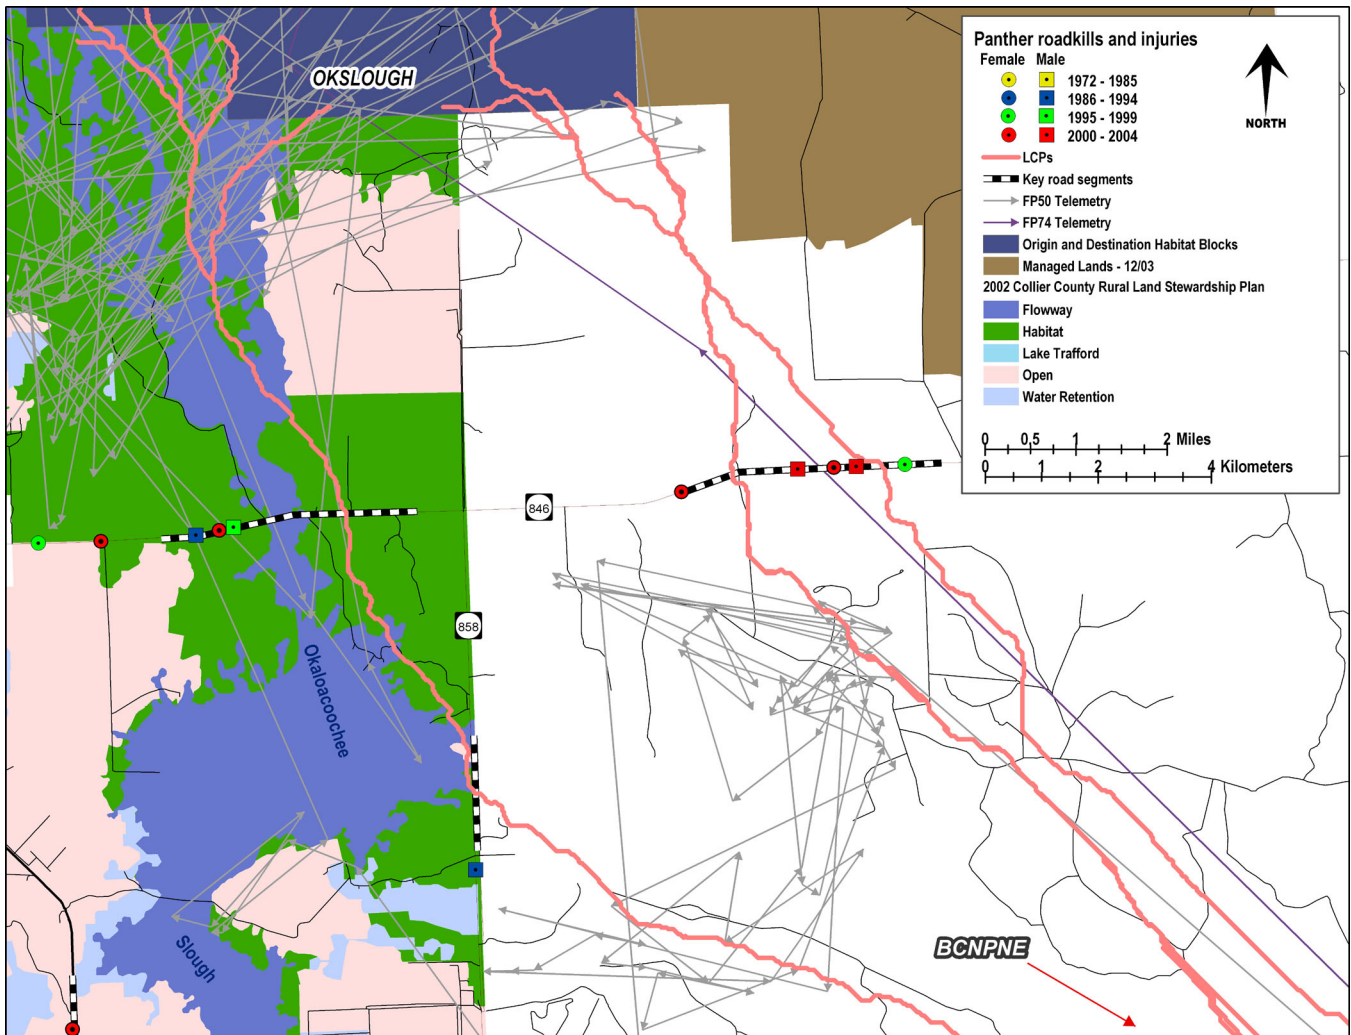 OKSLOUGH
Panther roadkills and injuries
Female Male
1972 - 1985
1986 - 1994
1995 - 1999
2000 - 2004
NORTH
LCPs
Key road segments
FP50 Telemetry
FP74 Telemetry
Origin and Destination Habitat Blocks
Managed Lands - 12/03
2002 Collier County Rural Land Stewardship Plan
Flowway
Habitat
Lake Trafford
Open
Water Retention
0 0.5 1 2 Miles
0 1 2 4 Kilometers
846
858
Okaloacoochee
Slough
BCNPNE